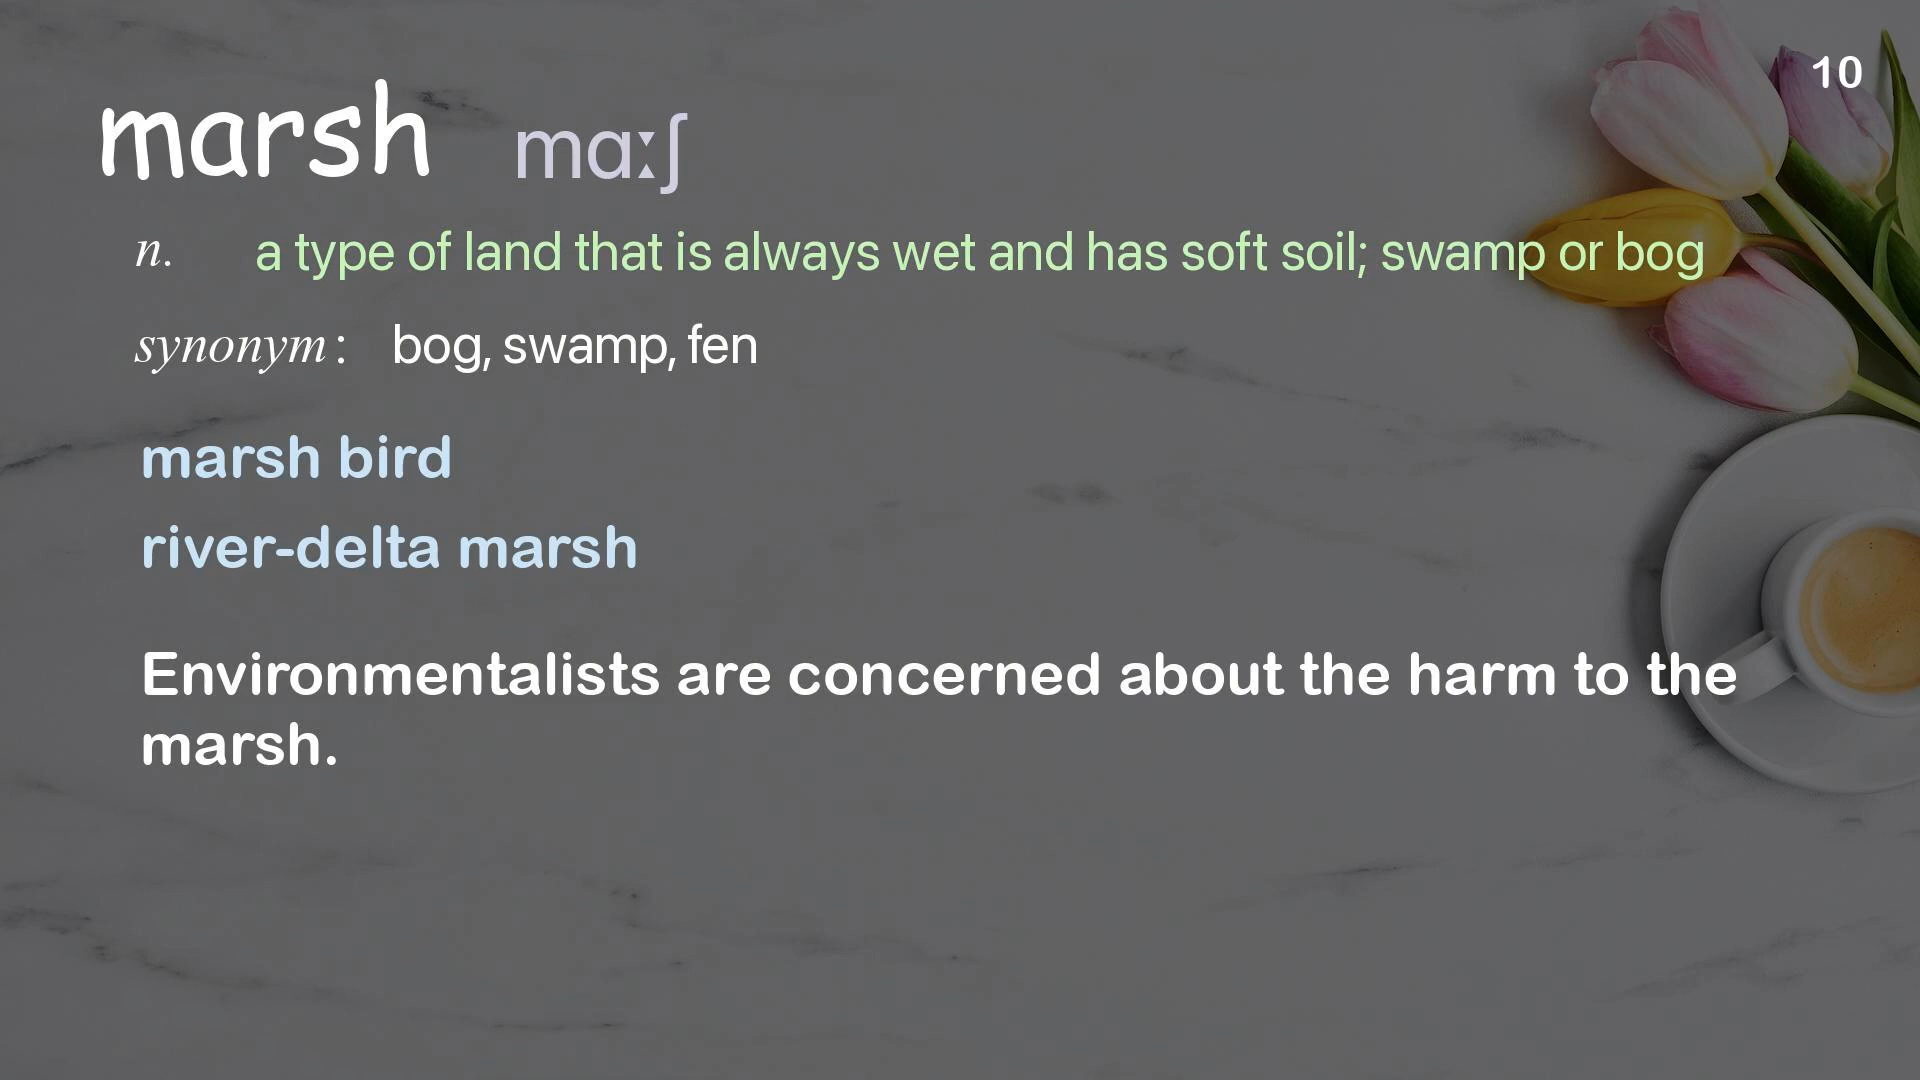 10
marsh mɑːʃ
n. a type of land that is always wet and has soft soil; swamp or bog
synonym: bog, swamp, fen
marsh bird
river-delta marsh
Environmentalists are concerned about the harm to the
marsh.